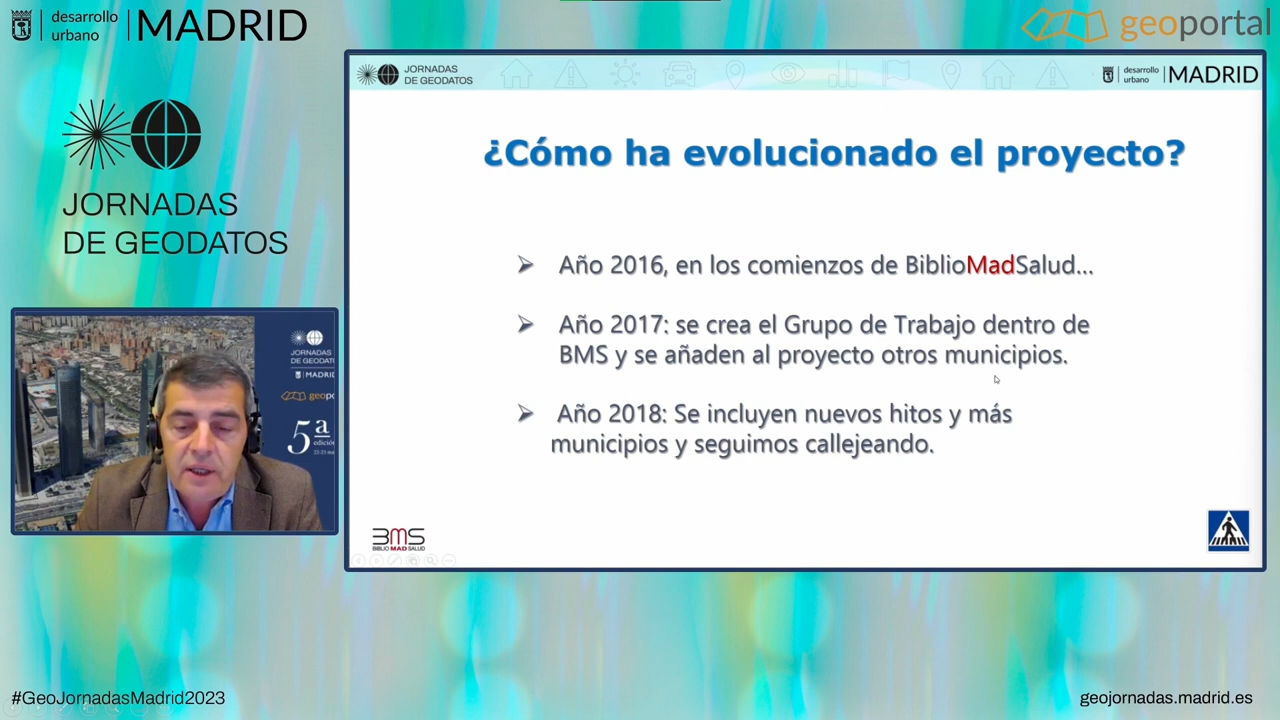 desarrollo
urbano
MADRID
geoportal
JORNADAS
DE GEODATOS
JORNADAS
DE GEODATOS
desarrollo
urbano
MADRID
¿Cómo ha evolucionado el proyecto?
Año 2016, en los comienzos de BiblioMadSalud...
Año 2017: se crea el Grupo de Trabajo dentro de
BMS y se añaden al proyecto otros municipios.
Año 2018: Se incluyen nuevos hitos y más
municipios y seguimos callejeando.
BMS
BIBLIO MAD SALUD
JORNADAS
DE GEODAT
MADRID
geopo
5ª
edición
#GeoJornadasMadrid2023
geojornadas.madrid.es